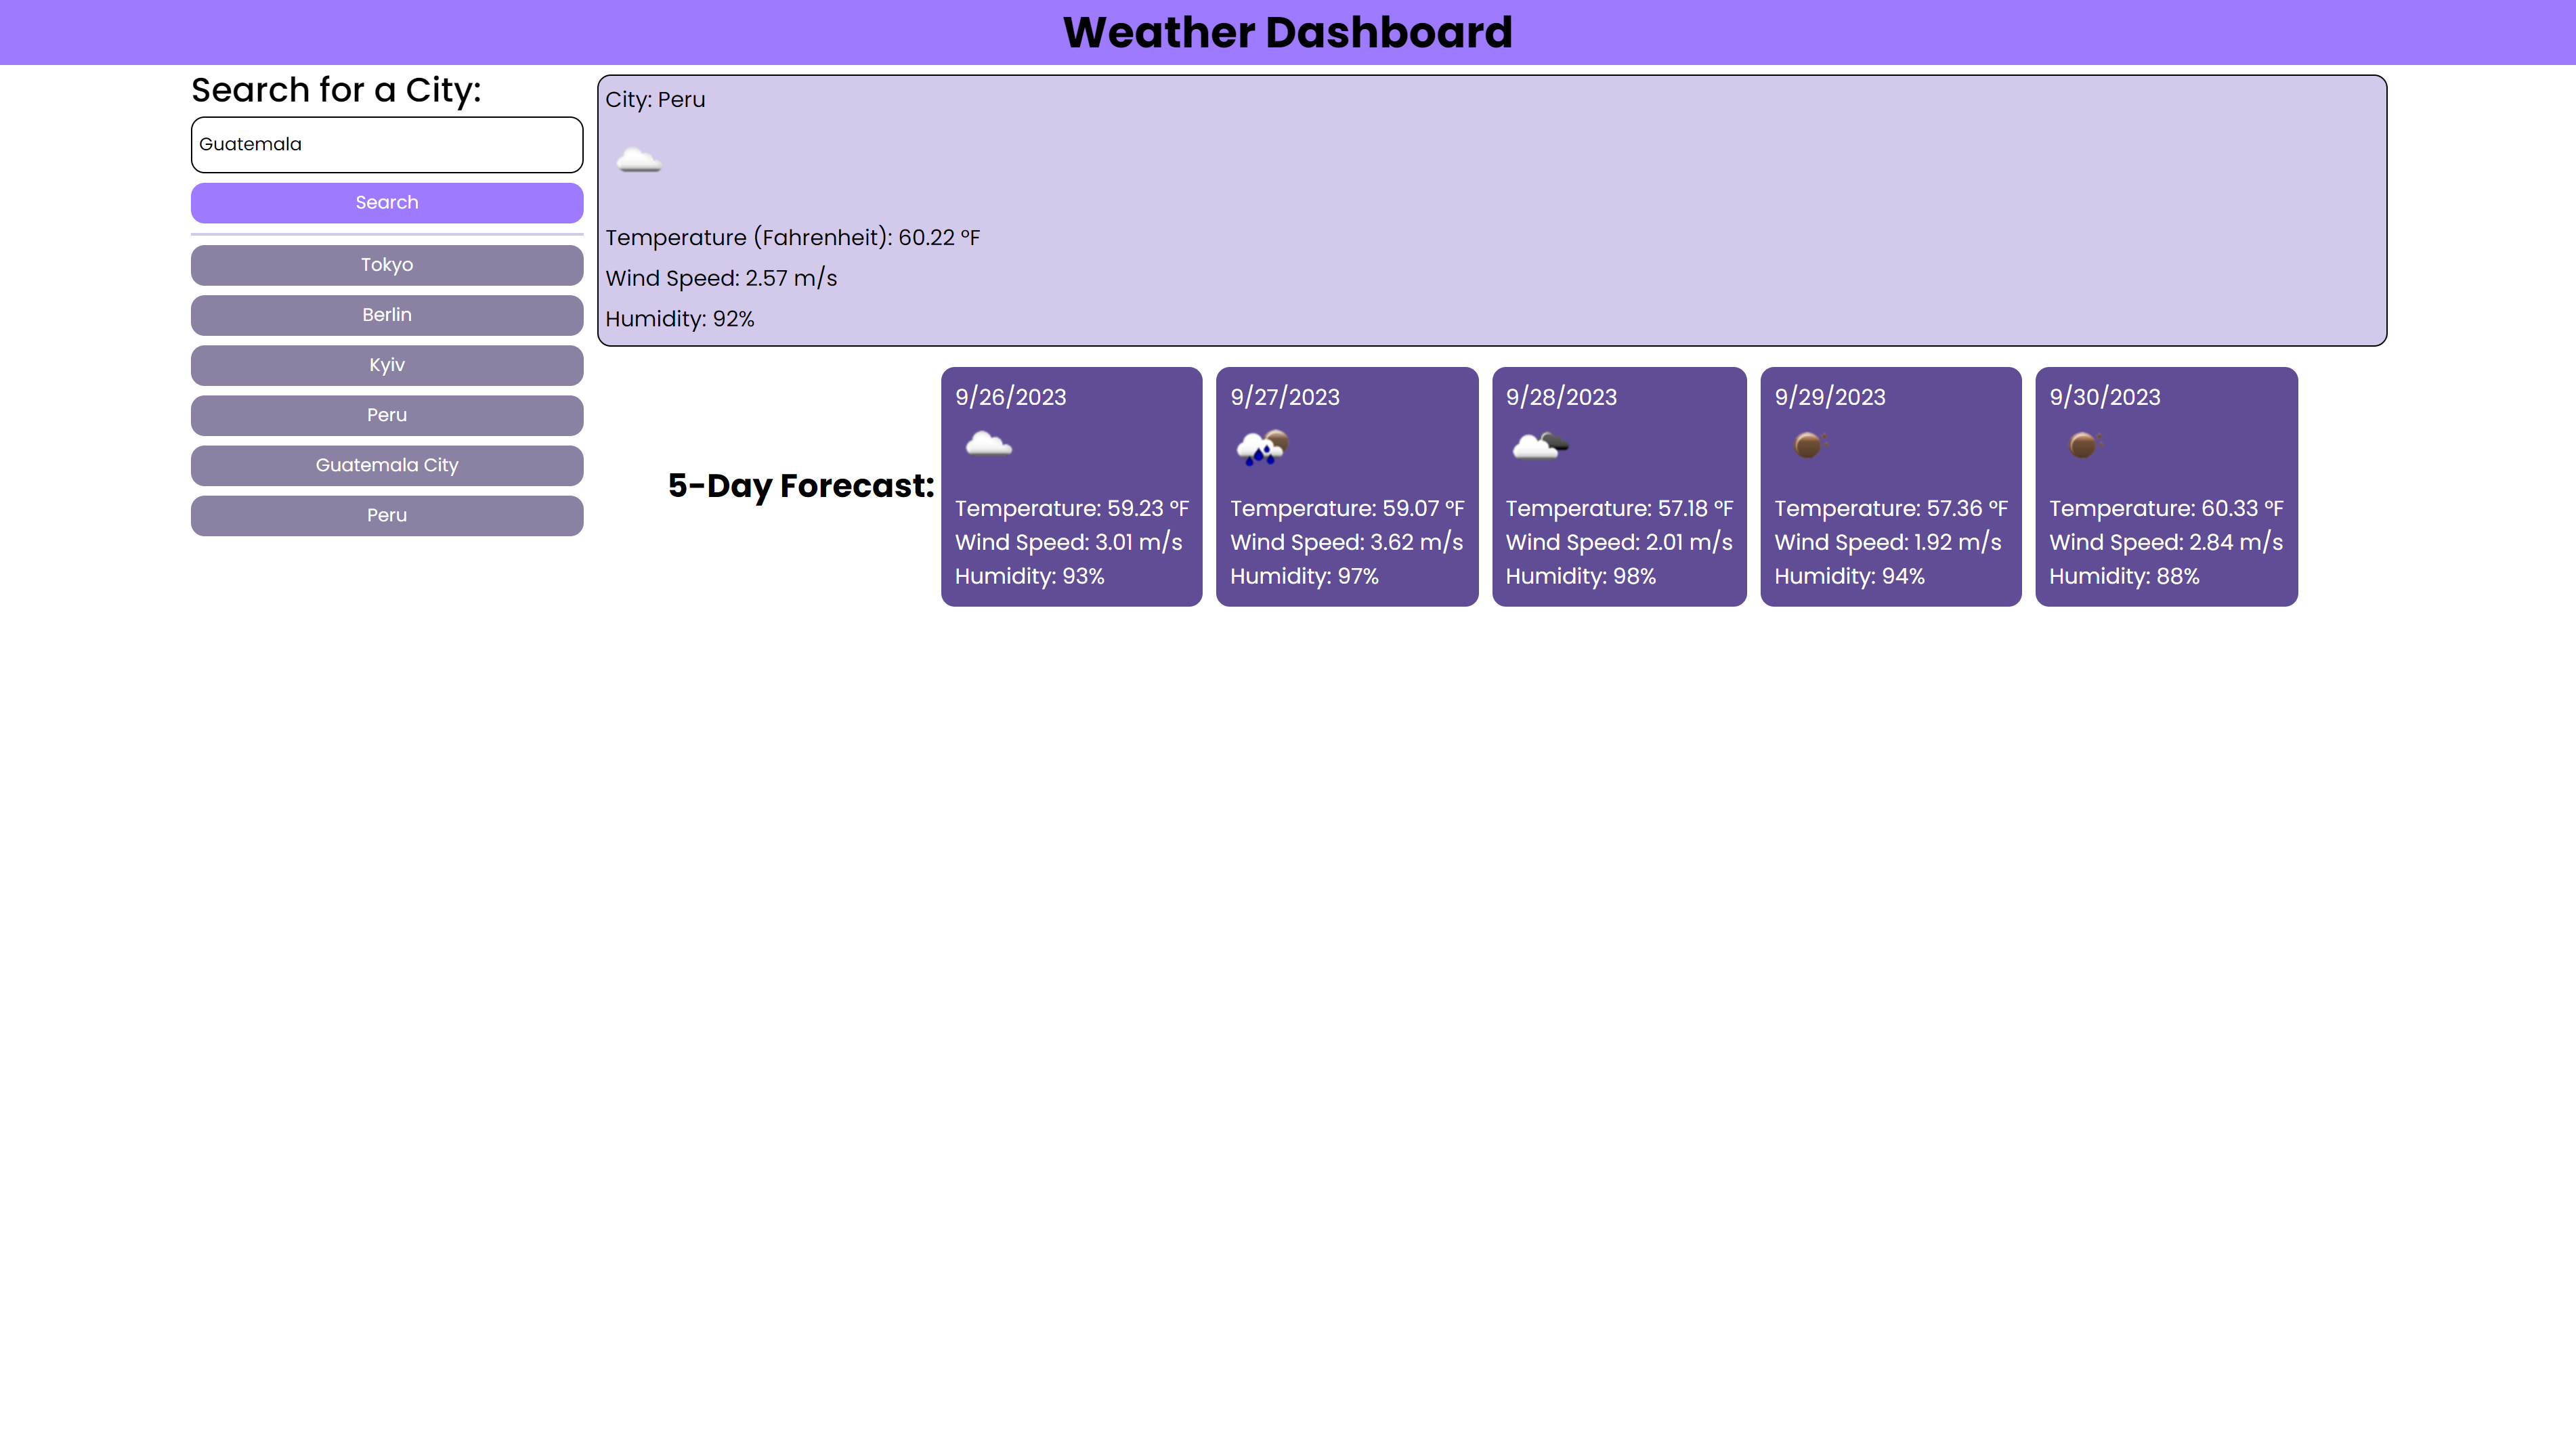 Weather Dashboard
Search for a City:
Guatemala
Search
Tokyo
Berlin
Kyiv
Peru
Guatemala City
Peru
City: Peru
Temperature (Fahrenheit): 60.22 °F
Wind Speed: 2.57 m/s
Humidity: 92%
5-Day Forecast:
9/26/2023
Temperature: 59.23 °F
Wind Speed: 3.01 m/s
Humidity: 93%
9/27/2023
Temperature: 59.07 °F
Wind Speed: 3.62 m/s
Humidity: 97%
9/28/2023
Temperature: 57.18 °F
Wind Speed: 2.01 m/s
Humidity: 98%
9/29/2023
Temperature: 57.36 °F
Wind Speed: 1.92 m/s
Humidity: 94%
9/30/2023
Temperature: 60.33 °F
Wind Speed: 2.84 m/s
Humidity: 88%